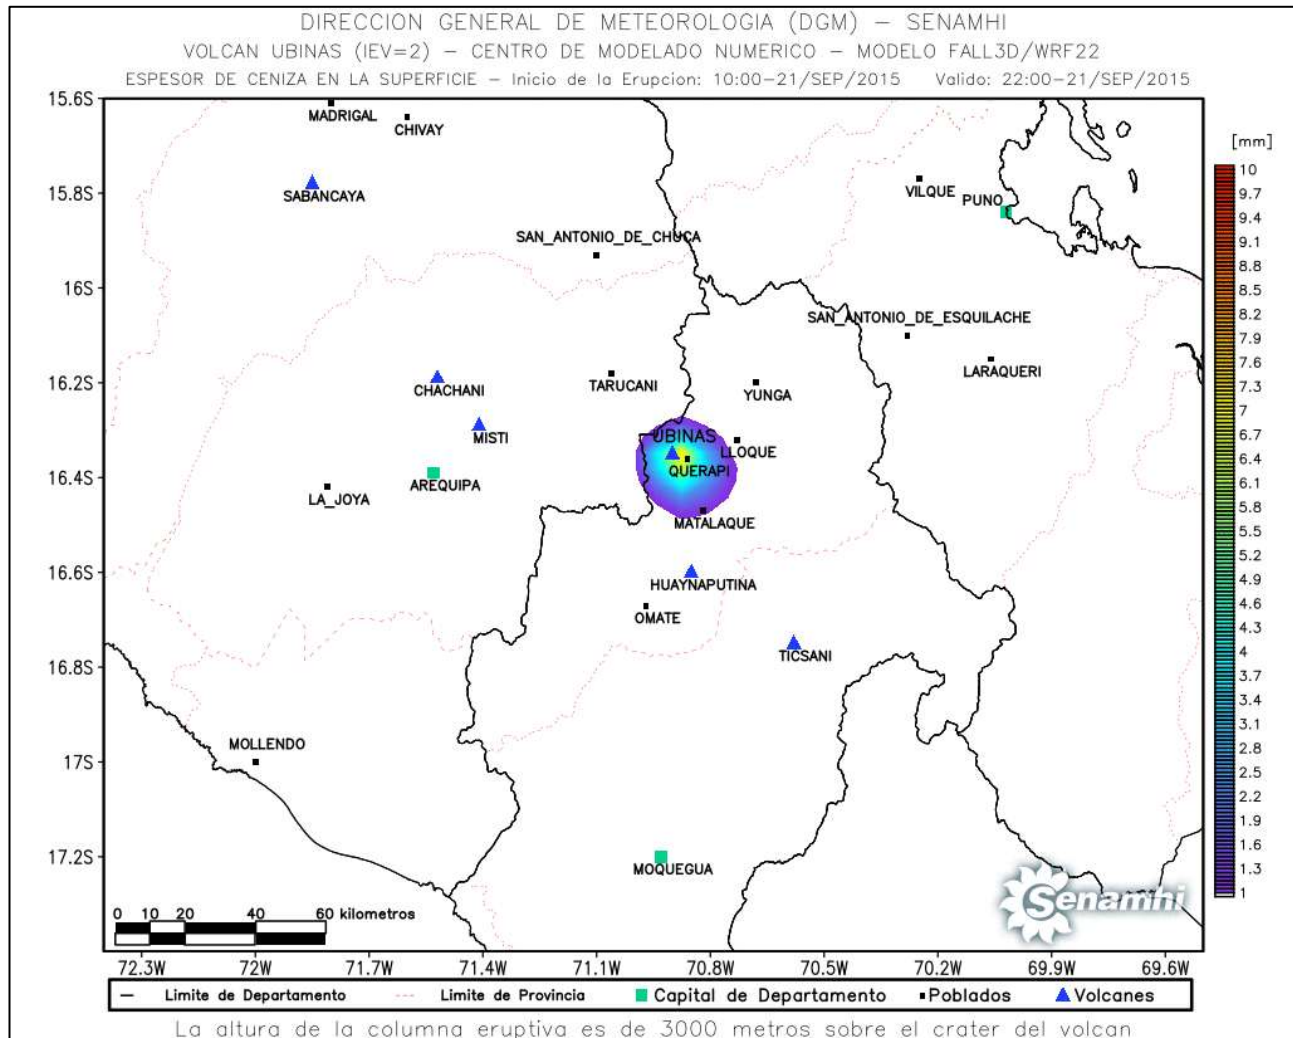 DIRECCION GENERAL DE METEOROLOGIA (DGM) – SENAMHI
VOLCAN UBINAS (IEV=2) – CENTRO DE MODELADO NUMERICO – MODELO FALL3D/WRF22
ESPESOR DE CENIZA EN LA SUPERFICIE – Inicio de la Erupcion: 10:00–21/SEP/2015 Valido: 22:00–21/SEP/2015
15.6S
MADRIGAL
CHIVAY
[mm]
10
9.7
9.4
9.1
8.8
8.5
8.2
7.9
7.6
7.3
7
6.7
6.4
6.1
5.8
5.5
5.2
4.9
4.6
4.3
4
3.7
3.4
3.1
2.8
2.5
2.2
1.9
1.6
1.3
1
15.8S
SABANCAYA
VILQUE
PUNO
SAN_ANTONIO_DE_CHUCA
16S
SAN_ANTONIO_DE_ESQUILACHE
LARAQUERI
16.2S
CHACHANI
TARUCANI
YUNGA
MISTI
UBINAS
LLOQUE
QUERAPI
16.4S
AREQUIPA
LA_JOYA
MATALAQUE
16.6S
HUAYNAPUTINA
OMATE
16.8S
TICSANI
MOLLENDO
17S
17.2S
MOQUEGUA
Senamhi
0 10 20 40 60 kilometros
72.3W 72W 71.7W 71.4W 71.1W 70.8W 70.5W 70.2W 69.9W 69.6W
Limite de Departamento Limite de Provincia Capital de Departamento Poblados Volcanes
La altura de la columna eruptiva es de 3000 metros sobre el crater del volcan